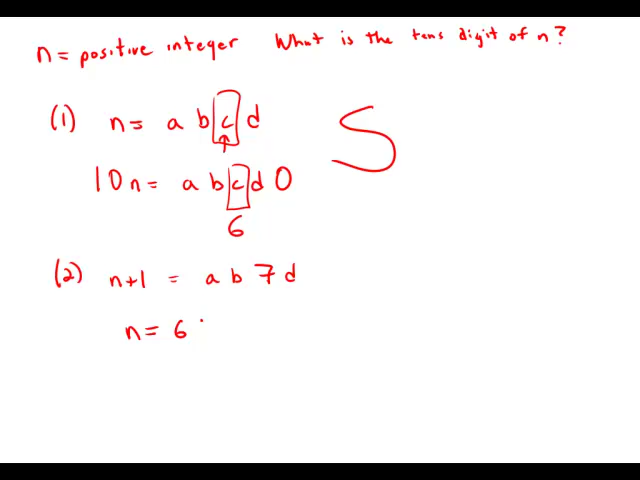 n = positive integer What is the tens digit of n?
(1) n = a b c d
S
10n = a b c d 0
6
(2) n+1 = a b 7 d
n = 6